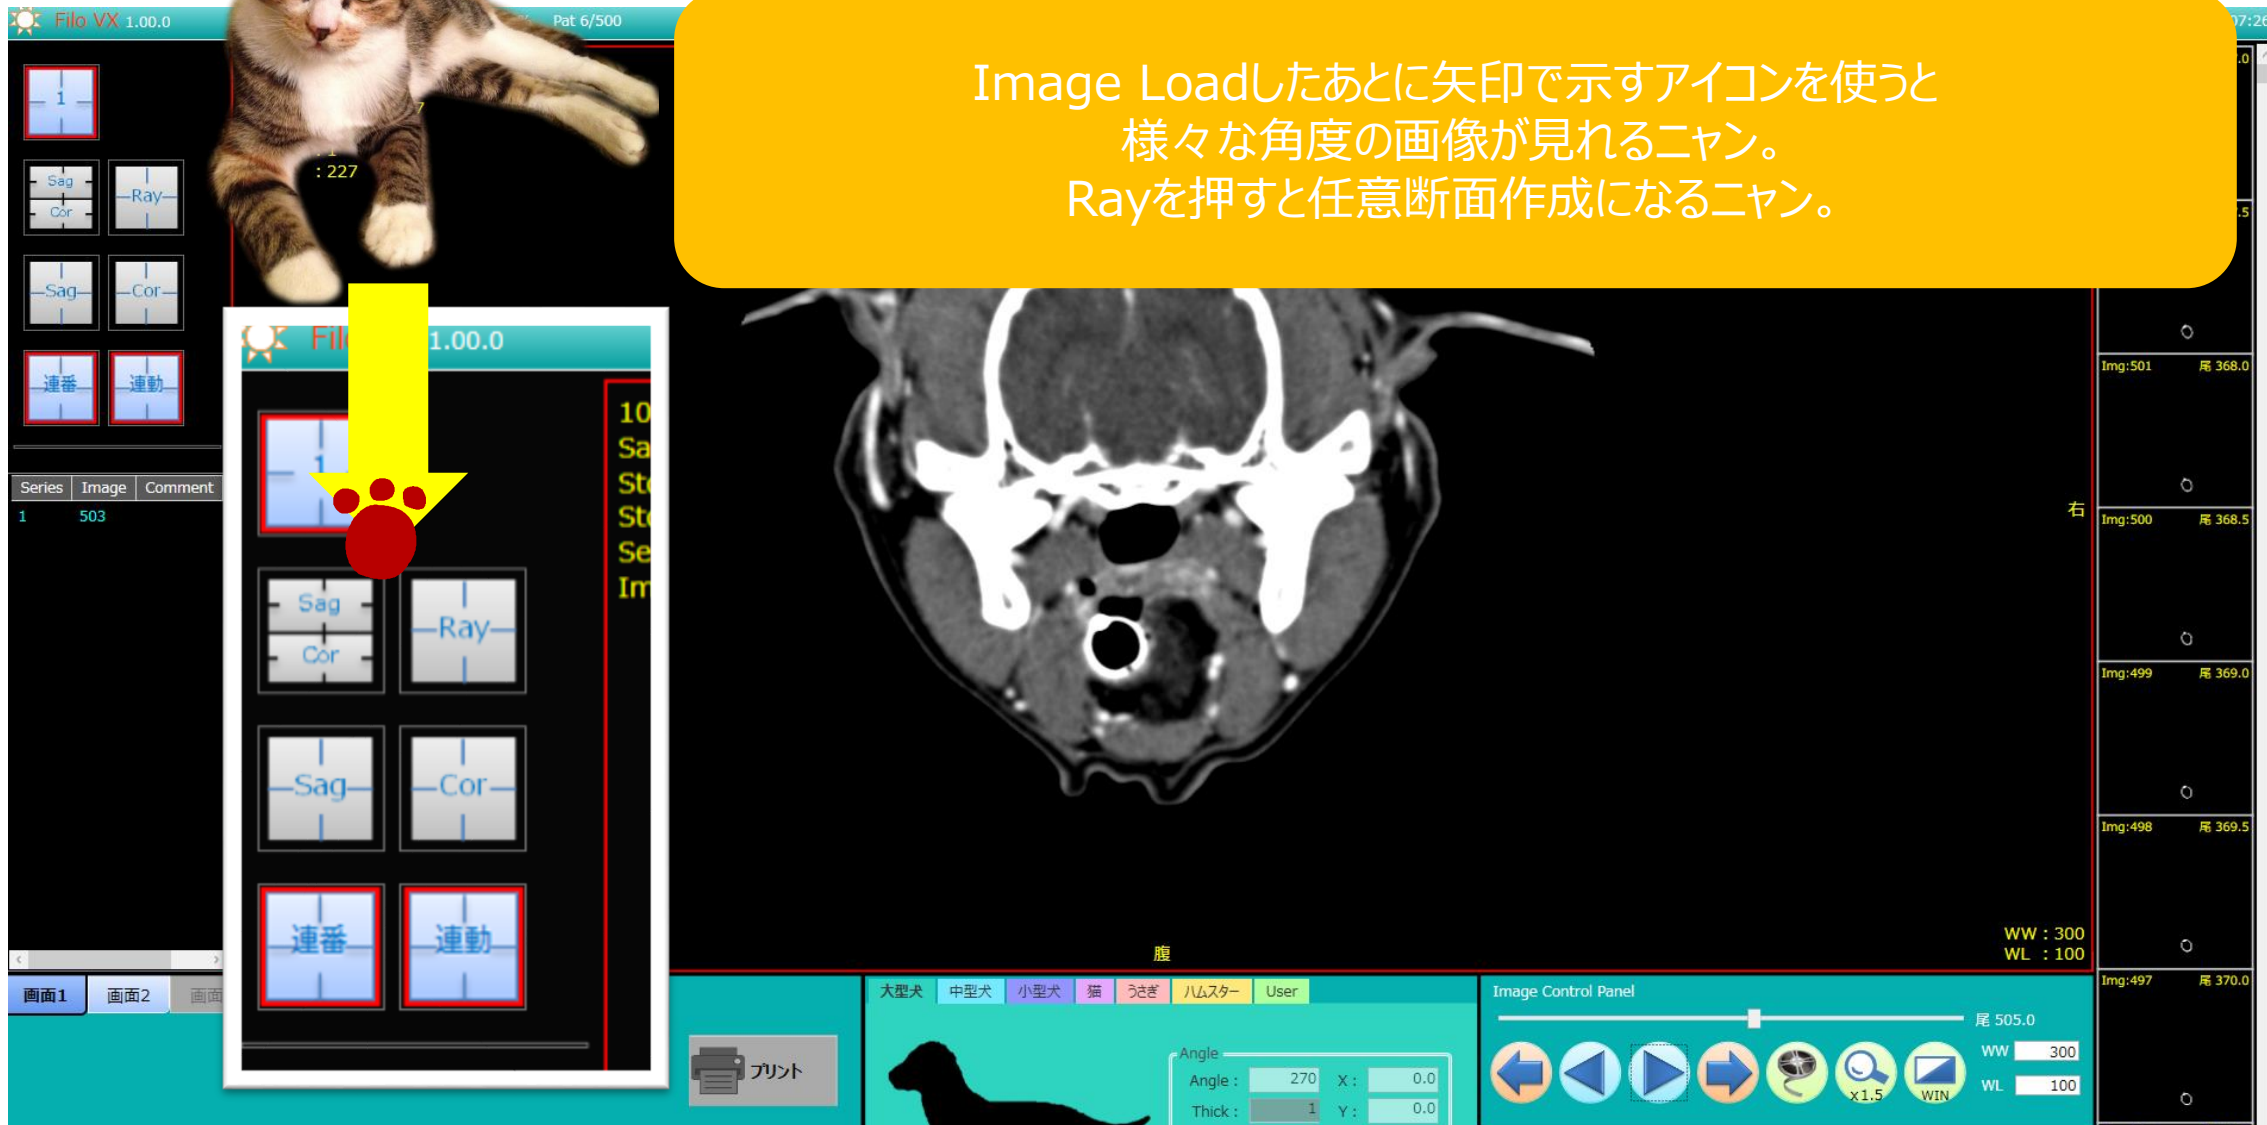 Filo VX 1.00.0
Pat 6/500
Image Loadしたあとに矢印で示すアイコンを使うと
様々な角度の画像が見れるニャン。
Rayを押すと任意断面作成になるニャン。
1
Sag
Cor
Ray
Sag
Cor
連番
連動
: 227
Series Image Comment
1 503
1.00.0
1
Sag
Cor
Ray
Sag
Cor
連番
連動
10
Sa
Se
右
腹
WW : 300
WL : 100
Img:501 尾 368.0
Img:500 尾 368.5
Img:499 尾 369.0
Img:498 尾 369.5
Img:497 尾 370.0
画面1
画面2
プリント
大型犬 中型犬 小型犬 猫 うさぎ ハムスター User
Angle
Angle : 270 X : 0.0
Thick : 1 Y : 0.0
Image Control Panel
尾 505.0
WW 300
WL 100
x1.5
WIN